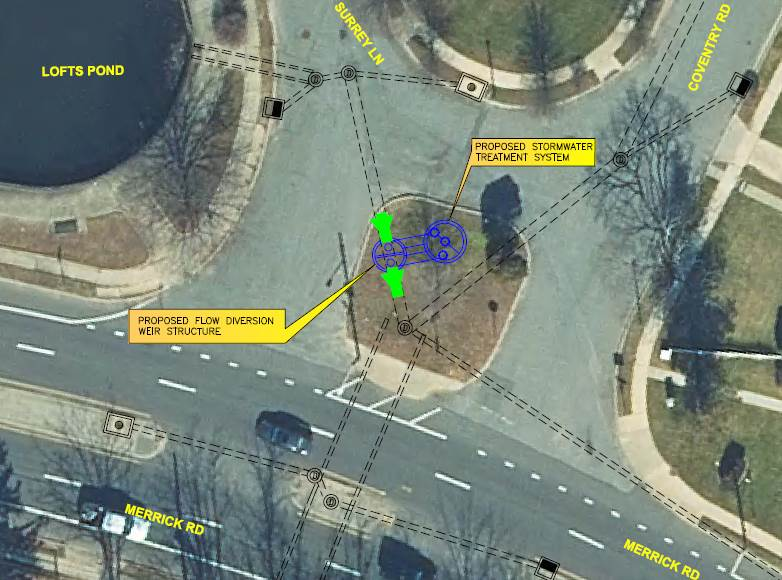 SURREY LN
COVENTRY RD
LOFTS POND
PROPOSED STORMWATER
TREATMENT SYSTEM
PROPOSED FLOW DIVERSION
WEIR STRUCTURE
MERRICK RD
MERRICK RD